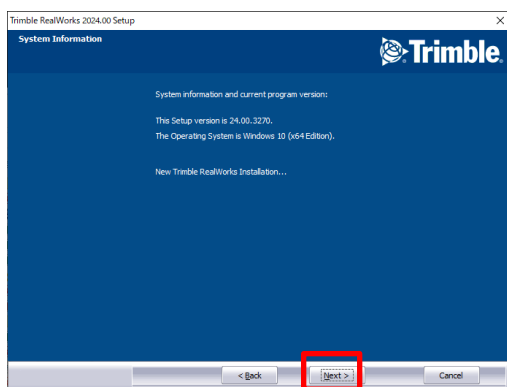 Trimble RealWorks 2024.00 Setup
System Information
Trimble.
System information and current program version:
This Setup version is 24.00.3270.
The Operating System is Windows 10 (x64 Edition).
New Trimble RealWorks Installation...
< Back
Next >
Cancel